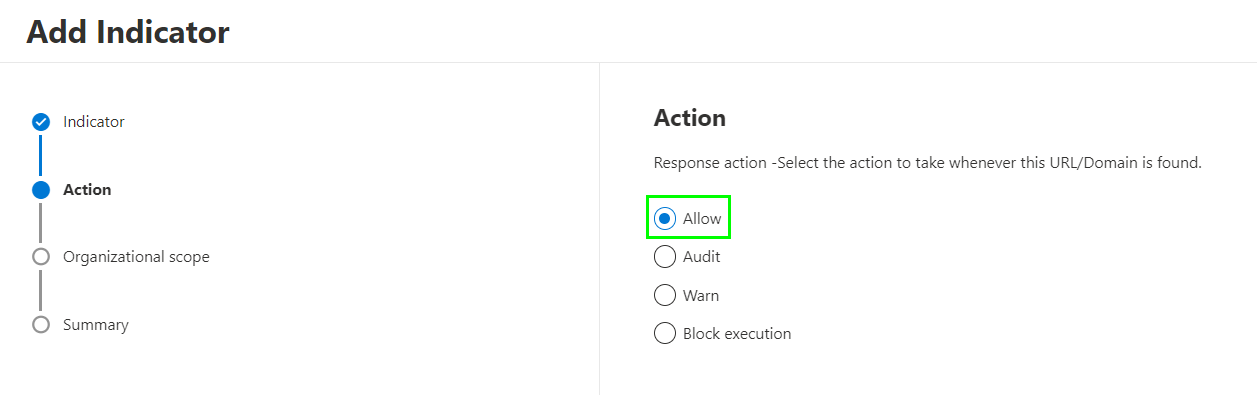 Add Indicator
Indicator
Action
Organizational scope
Summary
Action
Response action -Select the action to take whenever this URL/Domain is found.
Allow
Audit
Warn
Block execution